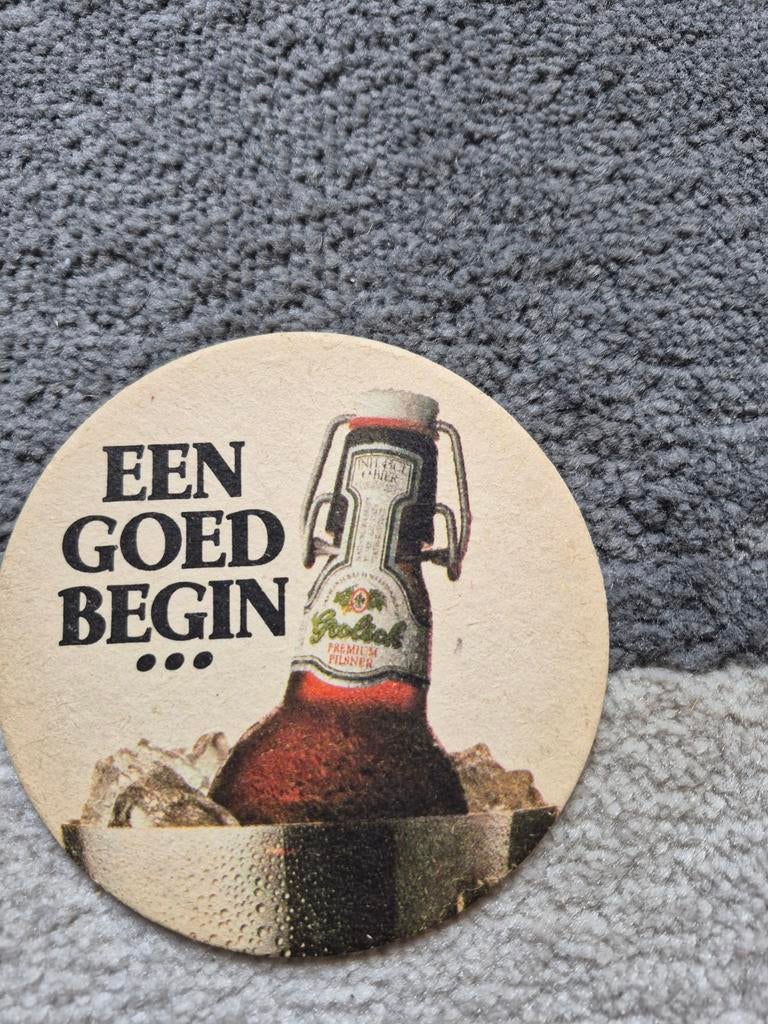 EEN
GOED
BEGIN
...
Grolsch
PREMIUM
PILSNER